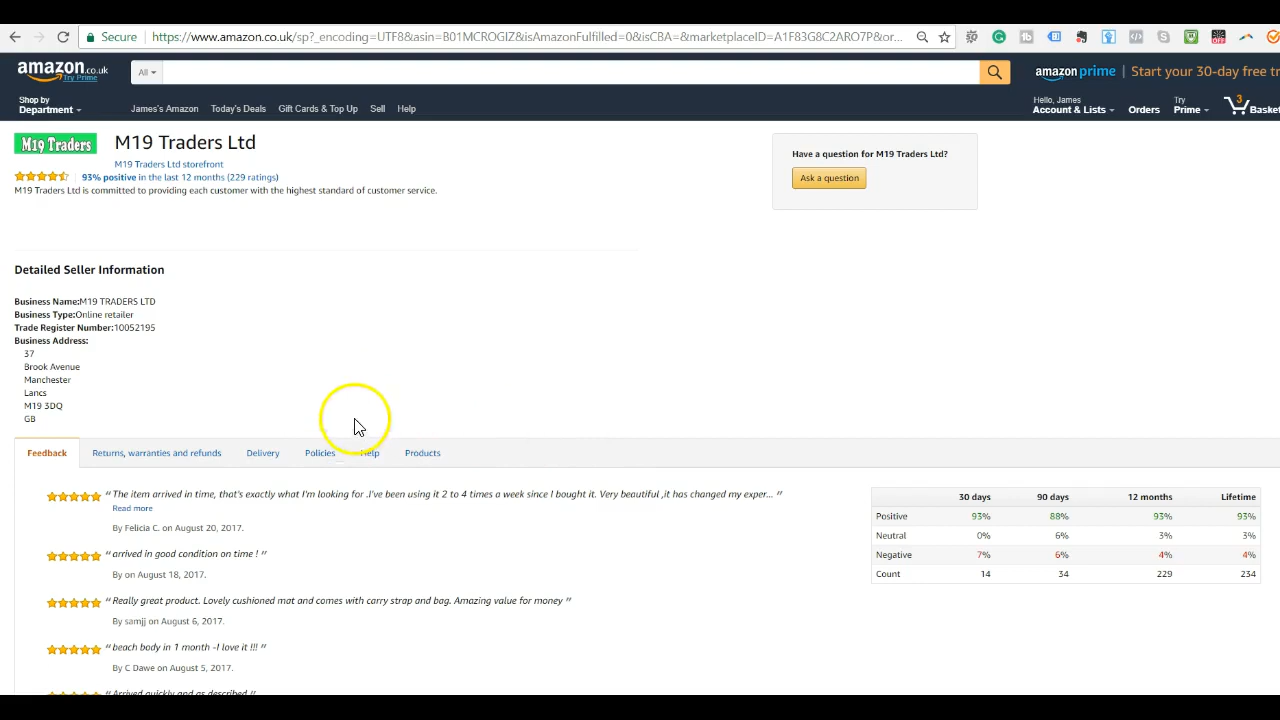 Secure https://www.amazon.co.uk/sp?_encoding=UTF8&asin=B01MCROGIZ&isAmazonFulfilled=0&isCBA=&marketplaceID=A1F83G8C2ARO7P&or...
amazon.co.uk
Try Prime
All
amazon prime Start your 30-day free t
Shop by
Department
James's Amazon Today's Deals Gift Cards & Top Up Sell Help
Hello, James
Account & Lists
Orders
Try
Prime
3
Basket
M19 Traders
M19 Traders Ltd
M19 Traders Ltd storefront
93% positive in the last 12 months (229 ratings)
M19 Traders Ltd is committed to providing each customer with the highest standard of customer service.
Have a question for M19 Traders Ltd?
Ask a question
Detailed Seller Information
Business Name:M19 TRADERS LTD
Business Type:Online retailer
Trade Register Number:10052195
Business Address:
37
Brook Avenue
Manchester
Lancs
M19 3DQ
GB
Feedback Returns, warranties and refunds Delivery Policies Help Products
" The item arrived in time, that's exactly what I'm looking for .I've been using it 2 to 4 times a week since I bought it. Very beautiful ,it has changed my exper... "
Read more
By Felicia C. on August 20, 2017.
" arrived in good condition on time ! "
By on August 18, 2017.
" Really great product. Lovely cushioned mat and comes with carry strap and bag. Amazing value for money "
By samjj on August 6, 2017.
" beach body in 1 month -I love it !!! "
By C Dawe on August 5, 2017.
" Arrived quickly and as described "
30 days 90 days 12 months Lifetime
Positive 93% 88% 93% 93%
Neutral 0% 6% 3% 3%
Negative 7% 6% 4% 4%
Count 14 34 229 234